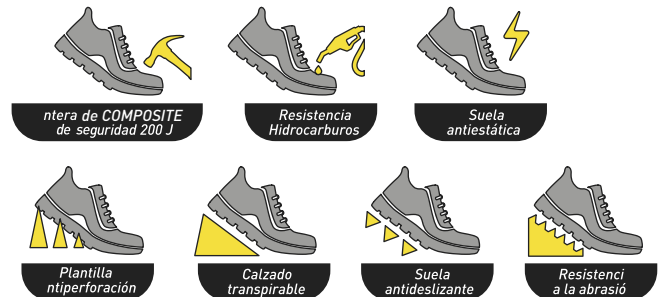 ntera de COMPOSITE
de seguridad 200 J
Resistencia
Hidrocarburos
Suela
antiestática
Plantilla
ntiperforación
Calzado
transpirable
Suela
antideslizante
Resistenci
a la abrasió